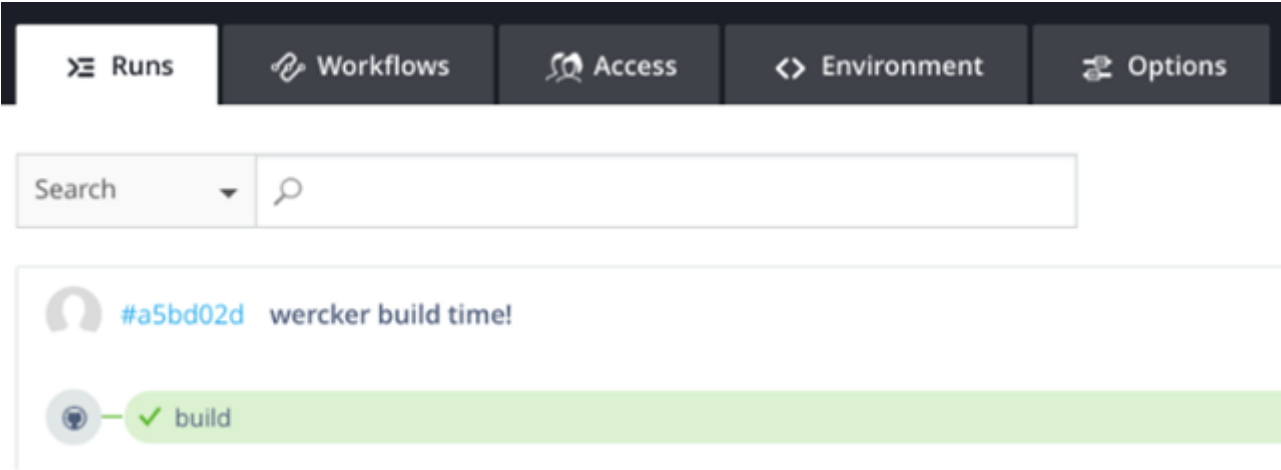 Runs Workflows Access Environment Options
Search
#a5bd02d wercker build time!
build